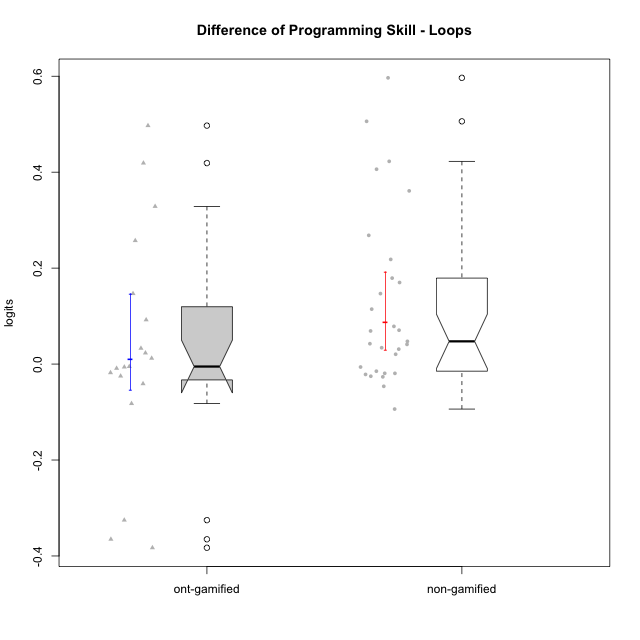 Difference of Programming Skill - Loops
logits
0.6
0.4
0.2
0.0
-0.2
-0.4
ont-gamified
non-gamified